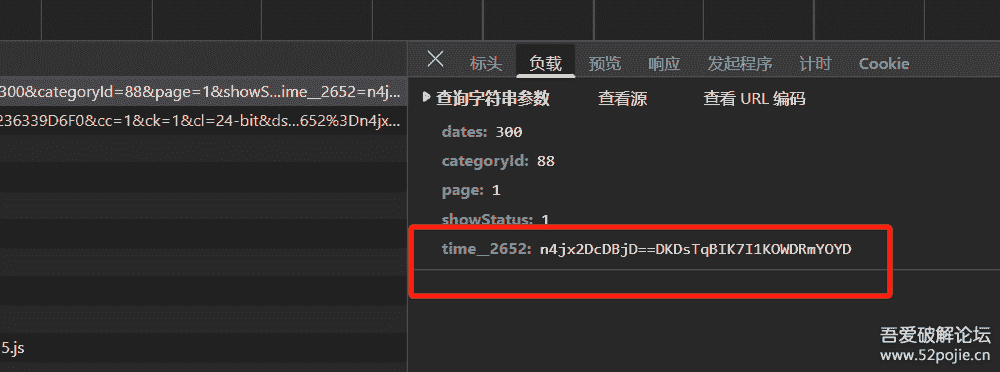 标头 负载 预览 响应 发起程序 计时 Cookie
300&categoryId=88&page=1&showS...ime__2652=n4j...
查询字符串参数 查看源 查看 URL 编码
236339D6F0&cc=1&ck=1&cl=24-bit&ds...652%3Dn4jx...
dates: 300
categoryId: 88
page: 1
showStatus: 1
time__2652: n4jx2DcDBjD==DKDsTqBIK7I1KOWDRmYOYD
5.js
吾爱破解论坛
www.52pojie.cn